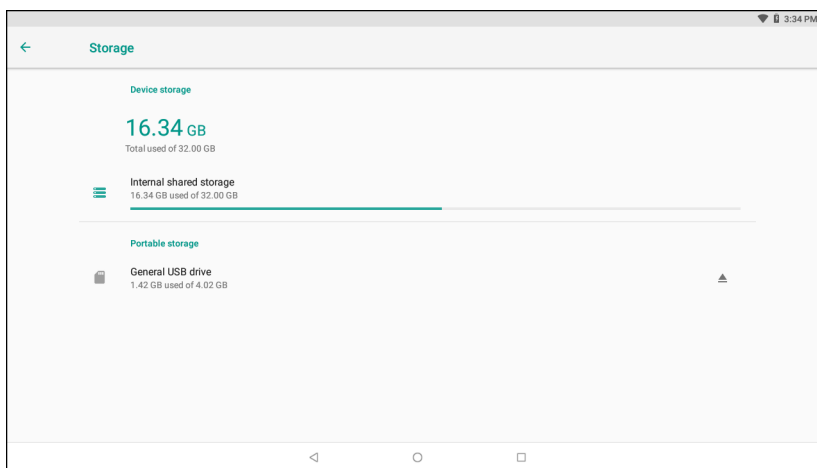 3:34 PM
Storage
Device storage
16.34 GB
Total used of 32.00 GB
Internal shared storage
16.34 GB used of 32.00 GB
Portable storage
General USB drive
1.42 GB used of 4.02 GB